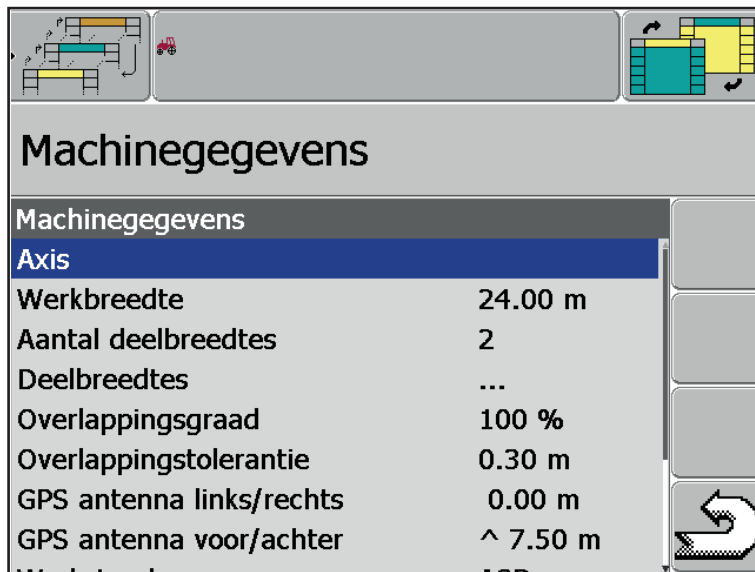 Machinegegevens
Machinegegevens
Axis
Werkbreedte 24.00 m
Aantal deelbreedtes 2
Deelbreedtes ...
Overlappingsgraad 100 %
Overlappingstolerantie 0.30 m
GPS antenna links/rechts 0.00 m
GPS antenna voor/achter ^ 7.50 m